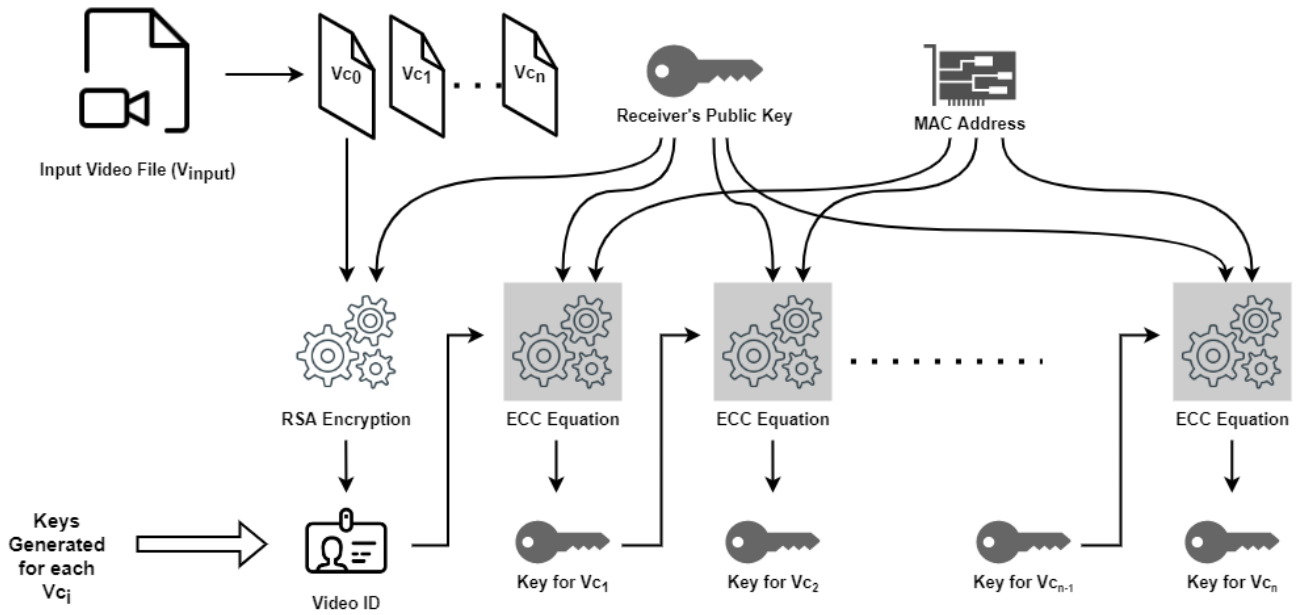 Vc0
Vc1
Vcn
Receiver's Public Key
MAC Address
Input Video File (Vinput)
RSA Encryption
ECC Equation
ECC Equation
ECC Equation
Keys
Generated
for each
Vci
Video ID
Key for Vc1
Key for Vc2
Key for Vcn-1
Key for Vcn